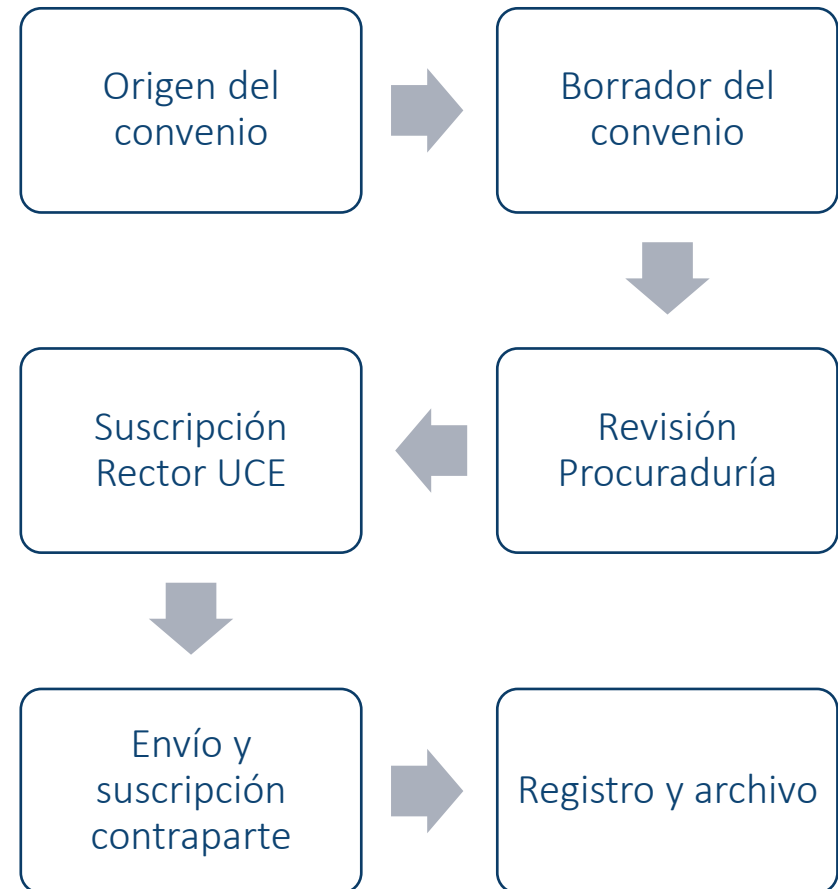 Origen del
convenio
Borrador del
convenio
Revisión
Procuraduría
Suscripción
Rector UCE
Envío y
suscripción
contraparte
Registro y archivo